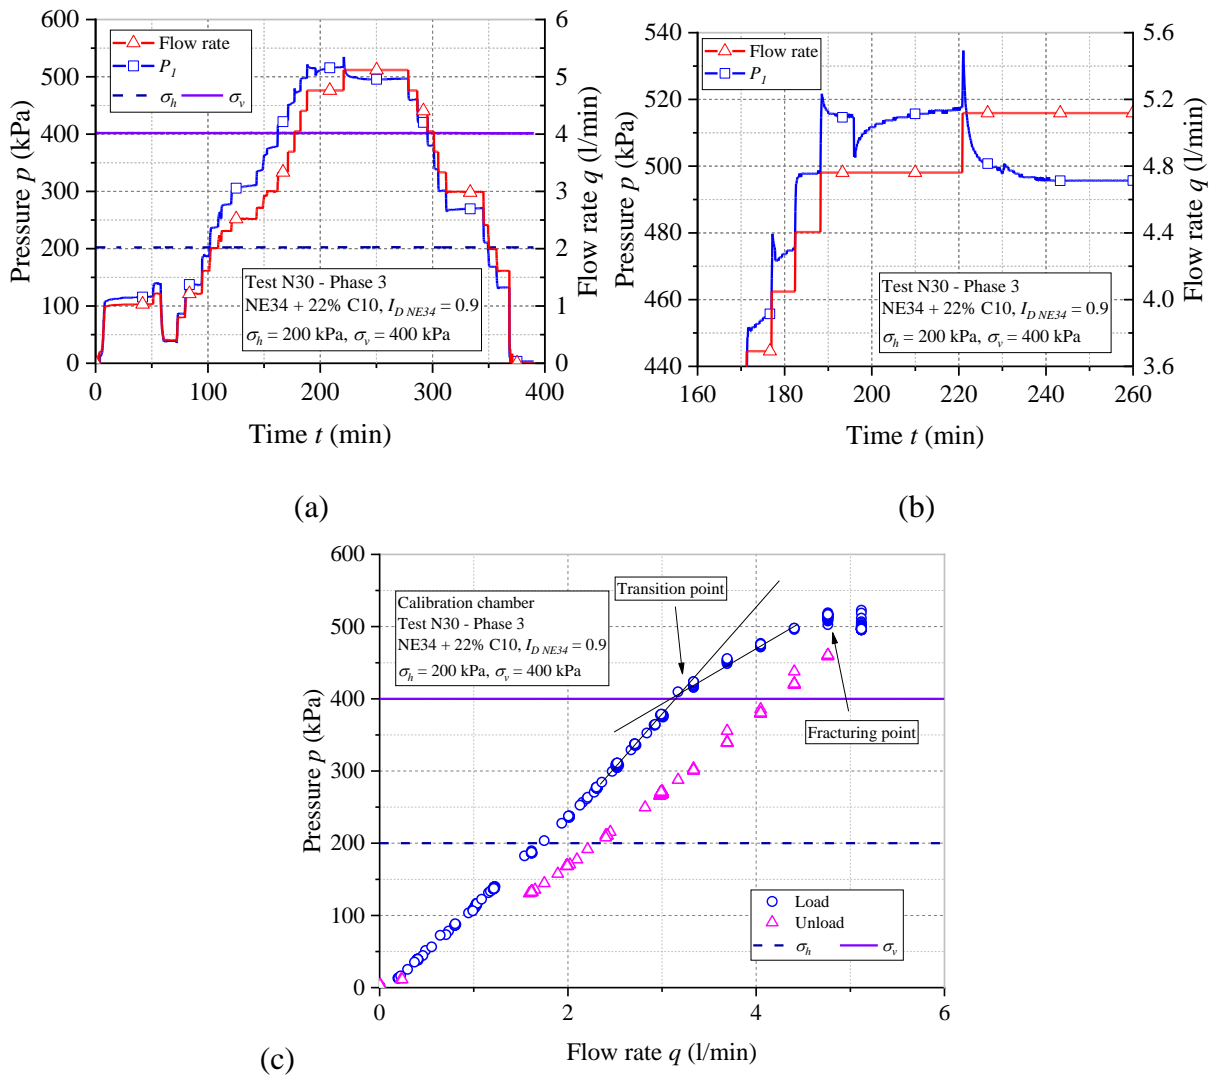 600
500
400
300
200
100
0
Pressure p (kPa)
6
5
4
3
2
1
0
Flow rate q (l/min)
Flow rate
P1
σh σv
Test N30 - Phase 3
NE34 + 22% C10, ID NE34 = 0.9
σh = 200 kPa, σv = 400 kPa
0 100 200 300 400
Time t (min)
(a)
540
520
500
480
460
440
Pressure p (kPa)
5.6
5.2
4.8
4.4
4.0
3.6
Flow rate q (l/min)
Flow rate
P1
Test N30 - Phase 3
NE34 + 22% C10, ID NE34 = 0.9
σh = 200 kPa, σv = 400 kPa
160 180 200 220 240 260
Time t (min)
(b)
600
500
400
300
200
100
0
Pressure p (kPa)
Calibration chamber
Test N30 - Phase 3
NE34 + 22% C10, ID NE34 = 0.9
σh = 200 kPa, σv = 400 kPa
Transition point
Fracturing point
Load
Unload
σh σv
0 2 4 6
Flow rate q (l/min)
(c)